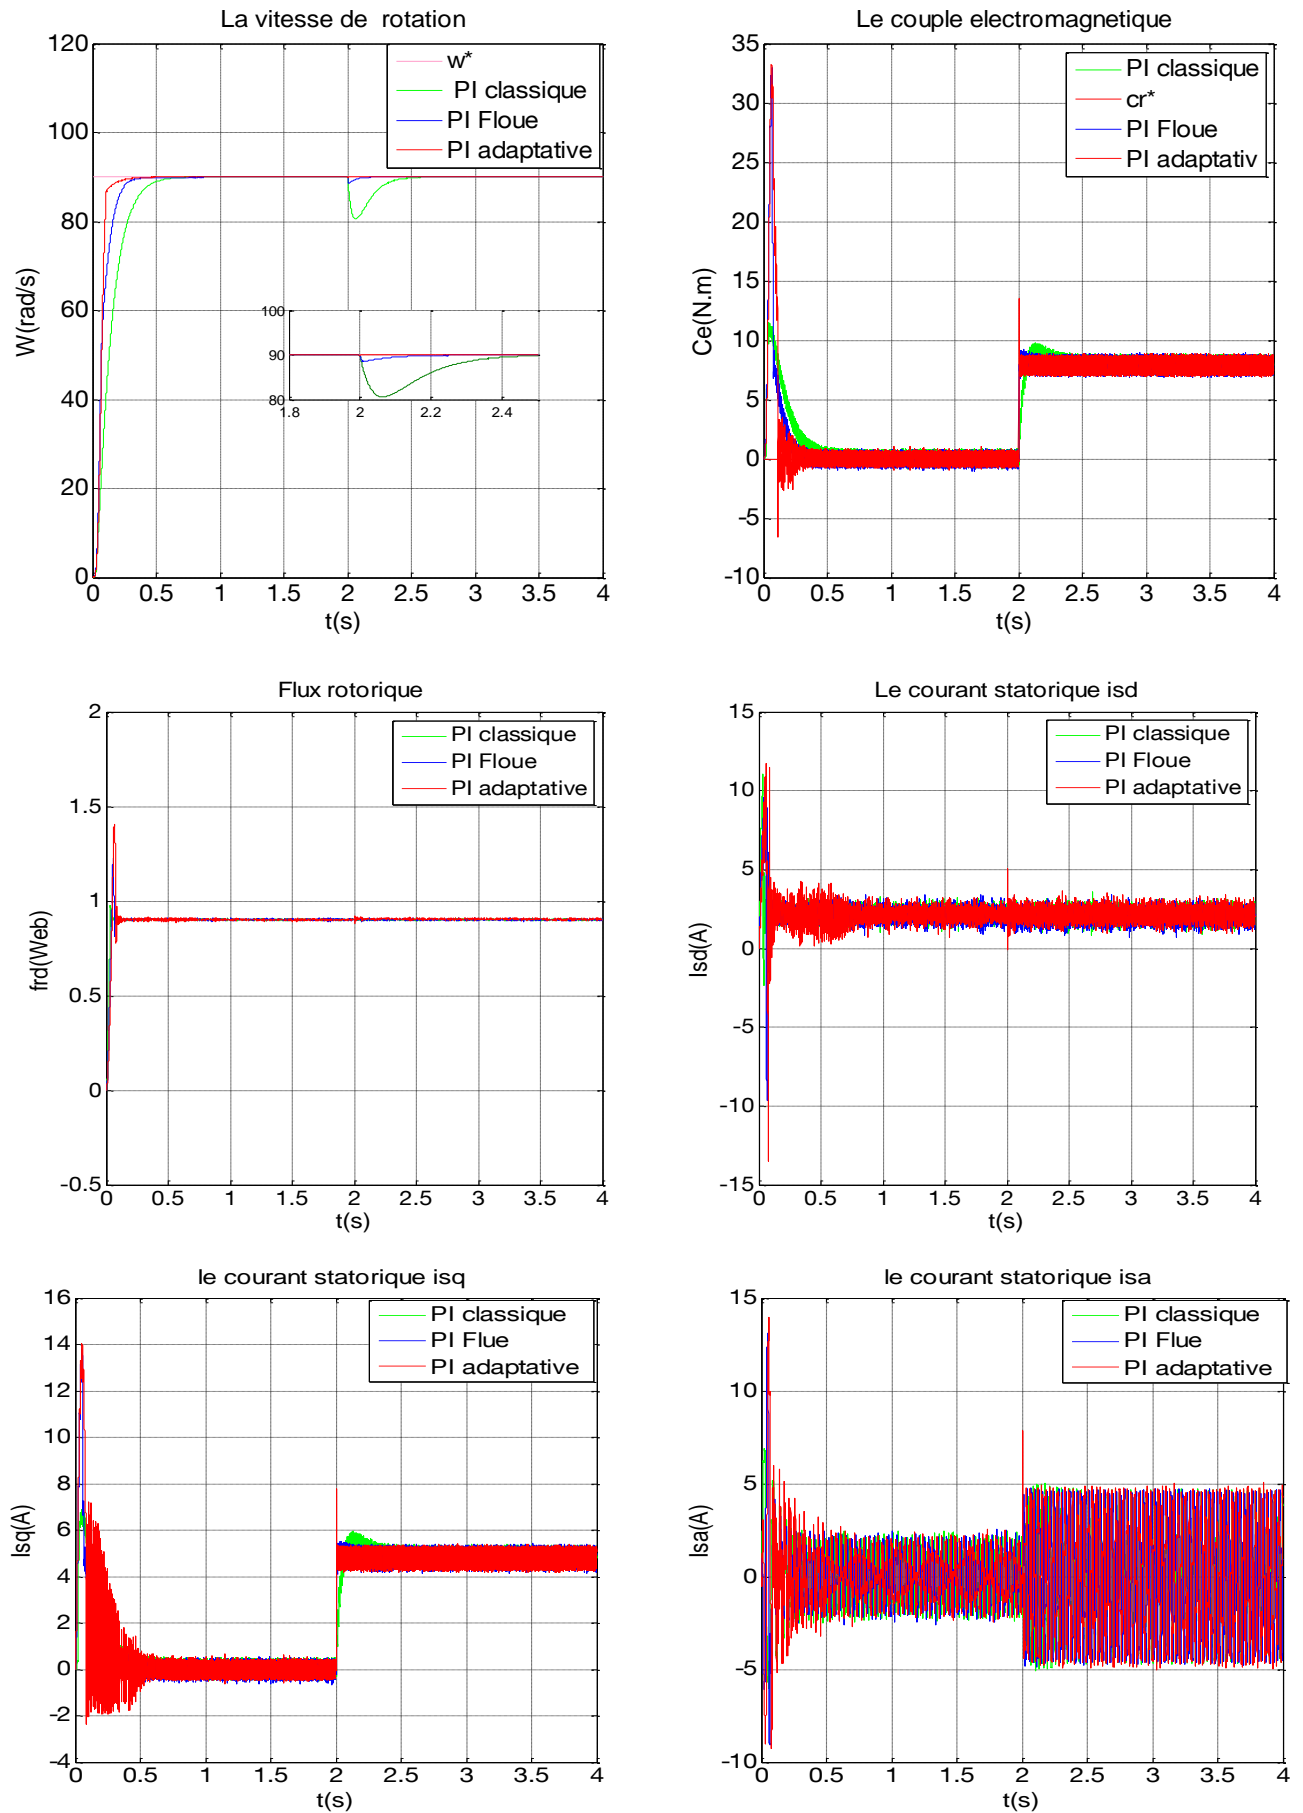 La vitesse de rotation
120
100
80
60
40
20
0
W(rad/s)
w*
PI classique
PI Floue
PI adaptative
100
90
80
1.8
2
2.2
2.4
0
0.5
1
1.5
2
2.5
3
3.5
4
t(s)
Le couple electromagnetique
35
30
25
20
15
10
5
0
-5
-10
Ce(N.m)
PI classique
cr*
PI Floue
PI adaptativ
0
0.5
1
1.5
2
2.5
3
3.5
4
t(s)
Flux rotorique
2
1.5
1
0.5
0
-0.5
frd(Web)
PI classique
PI Floue
PI adaptative
0
0.5
1
1.5
2
2.5
3
3.5
4
t(s)
Le courant statorique isd
15
10
5
0
-5
-10
-15
Isd(A)
PI classique
PI Floue
PI adaptative
0
0.5
1
1.5
2
2.5
3
3.5
4
t(s)
le courant statorique isq
16
14
12
10
8
6
4
2
0
-2
-4
Isq(A)
PI classique
PI Flue
PI adaptative
0
0.5
1
1.5
2
2.5
3
3.5
4
t(s)
le courant statorique isa
15
10
5
0
-5
-10
Isa(A)
PI classique
PI Flue
PI adaptative
0
0.5
1
1.5
2
2.5
3
3.5
4
t(s)